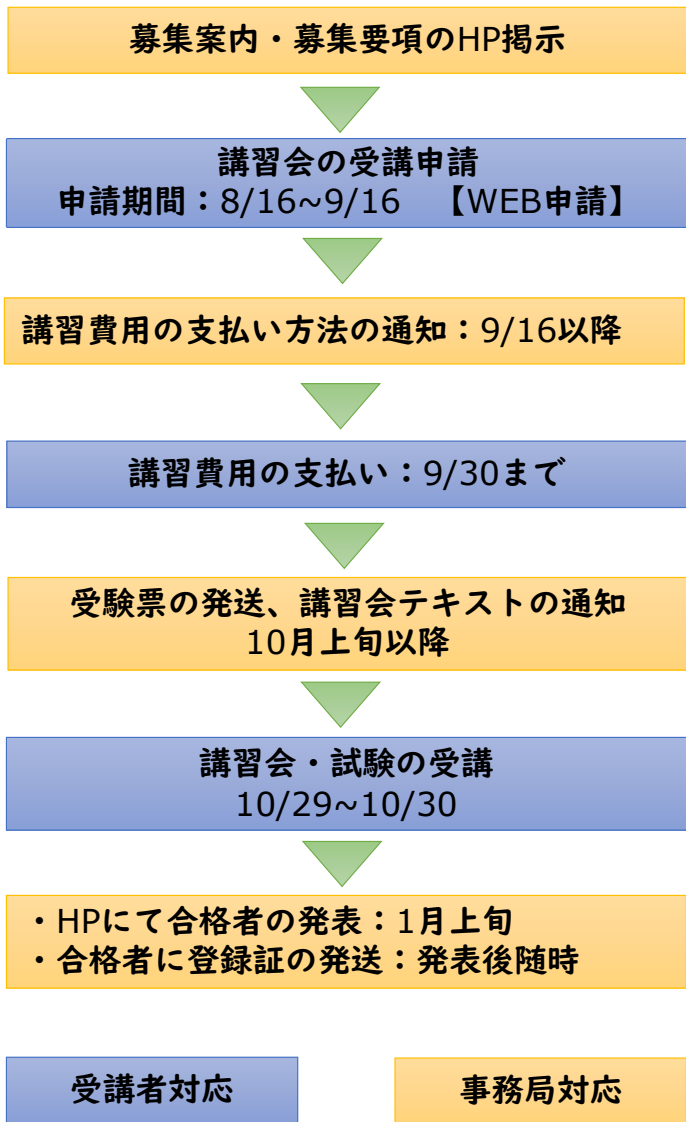 募集案内・募集要項のHP掲示
講習会の受講申請
申請期間：8/16~9/16　【WEB申請】
講習費用の支払い方法の通知：9/16以降
講習費用の支払い：9/30まで
受験票の発送、講習会テキストの通知
10月上旬以降
講習会・試験の受講
10/29~10/30
・HPにて合格者の発表：1月上旬
・合格者に登録証の発送：発表後随時
受講者対応
事務局対応